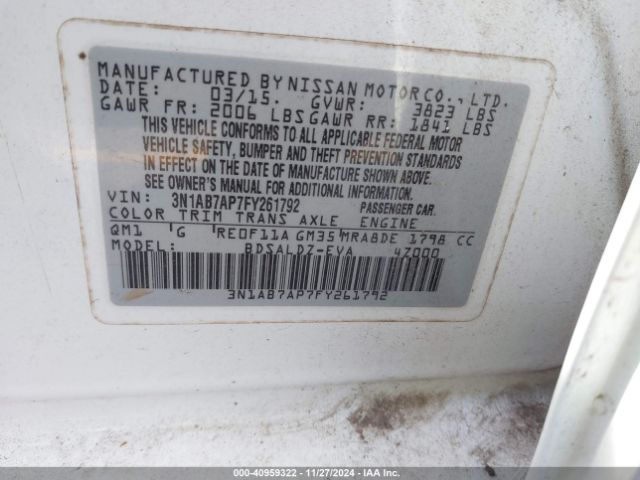 MANUFACTURED BY NISSAN MOTOR CO., LTD.
DATE: 03/15. GVWR: 3823 LBS
GAWR FR: 2006 LBS GAWR RR: 1841 LBS
THIS VEHICLE CONFORMS TO ALL APPLICABLE FEDERAL MOTOR
VEHICLE SAFETY, BUMPER AND THEFT PREVENTION STANDARDS
IN EFFECT ON THE DATE OF MANUFACTURE SHOWN ABOVE.
SEE OWNER'S MANUAL FOR ADDITIONAL INFORMATION.
VIN: 3N1AB7AP7FY261792 PASSENGER CAR.
COLOR TRIM TRANS AXLE ENGINE
QM1 G RE0F11A GM35 MRA8DE 1798 CC
MODEL: BDSALDZ-EVA 4Z000
3N1AB7AP7FY261792
000-40959322 | 11/27/2024 | IAA Inc.